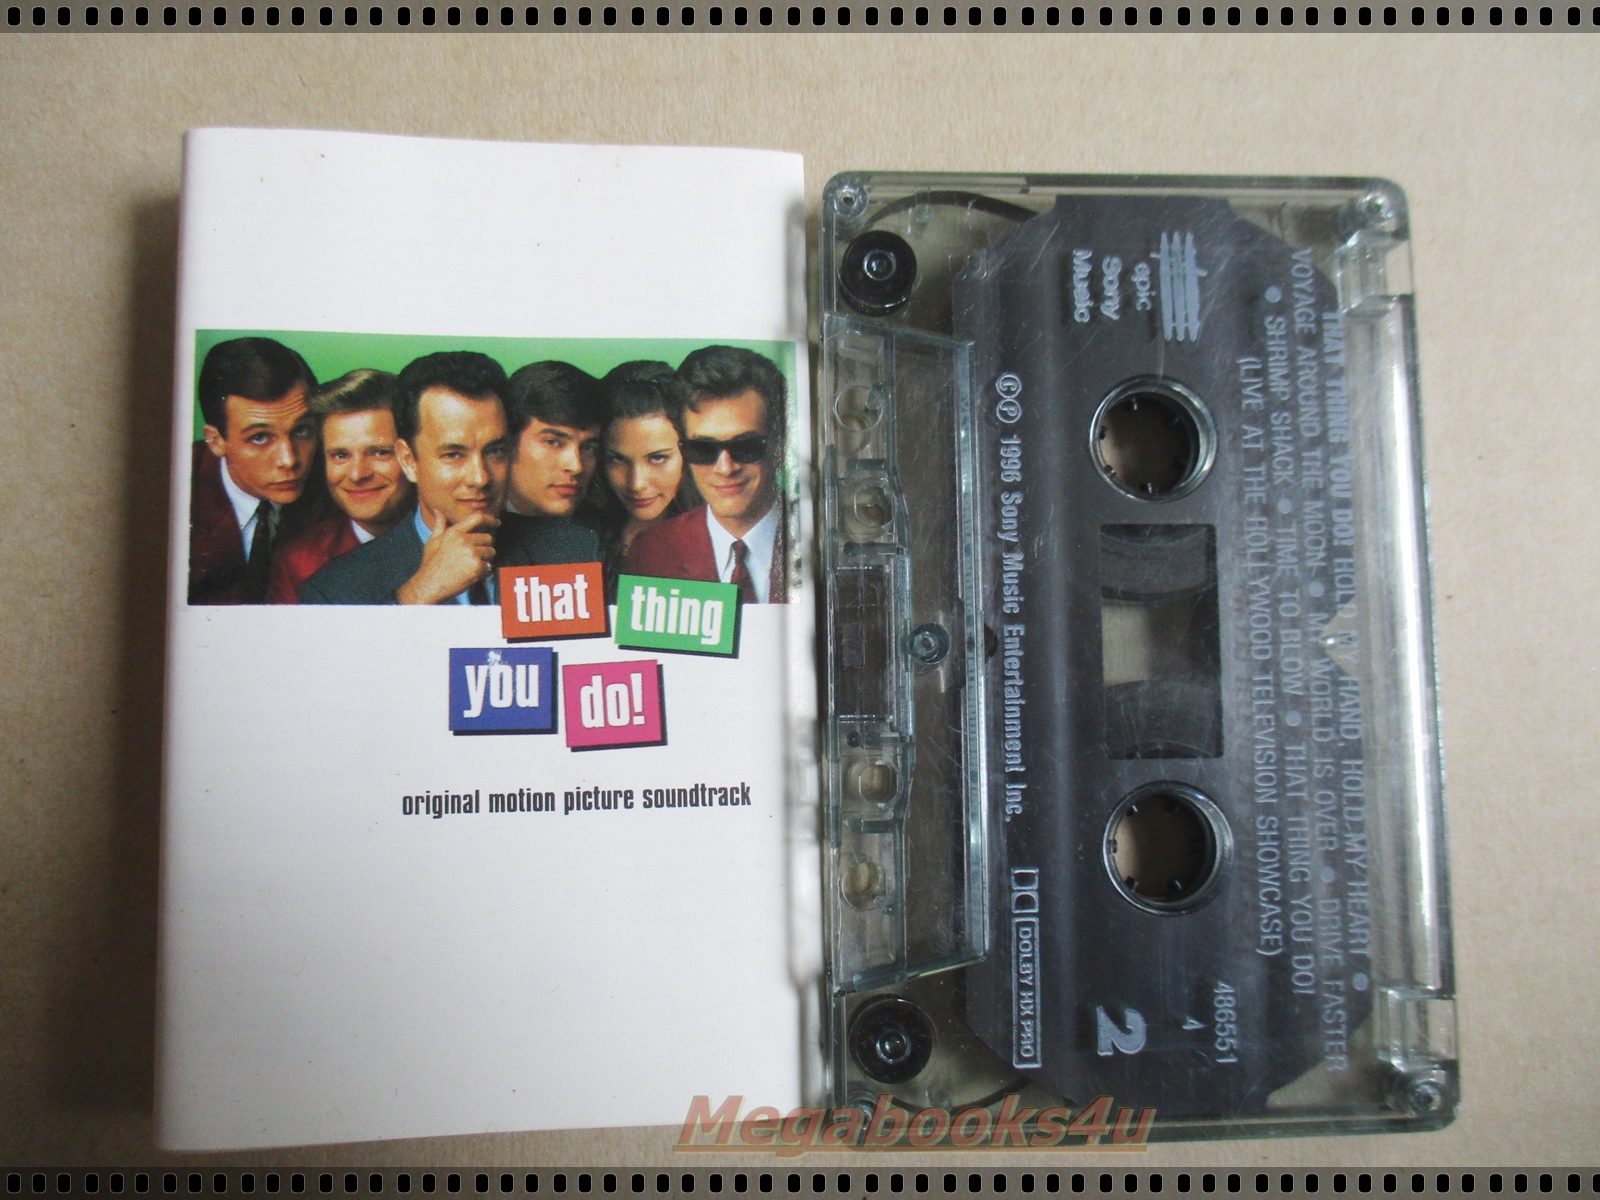 that thing
you do!
original motion picture soundtrack
epic
Sony
Music
THAT THING YOU DO! HOLD MY HAND, HOLD MY HEART ●
VOYAGE AROUND THE MOON ● MY WORLD IS OVER ● DRIVE FASTER
● SHRIMP SHACK ● TIME TO BLOW ● THAT THING YOU DO!
(LIVE AT THE HOLLYWOOD TELEVISION SHOWCASE)
486551
4
2
©℗ 1996 Sony Music Entertainment Inc.
DOLBY HX PRO
Megabooks4u